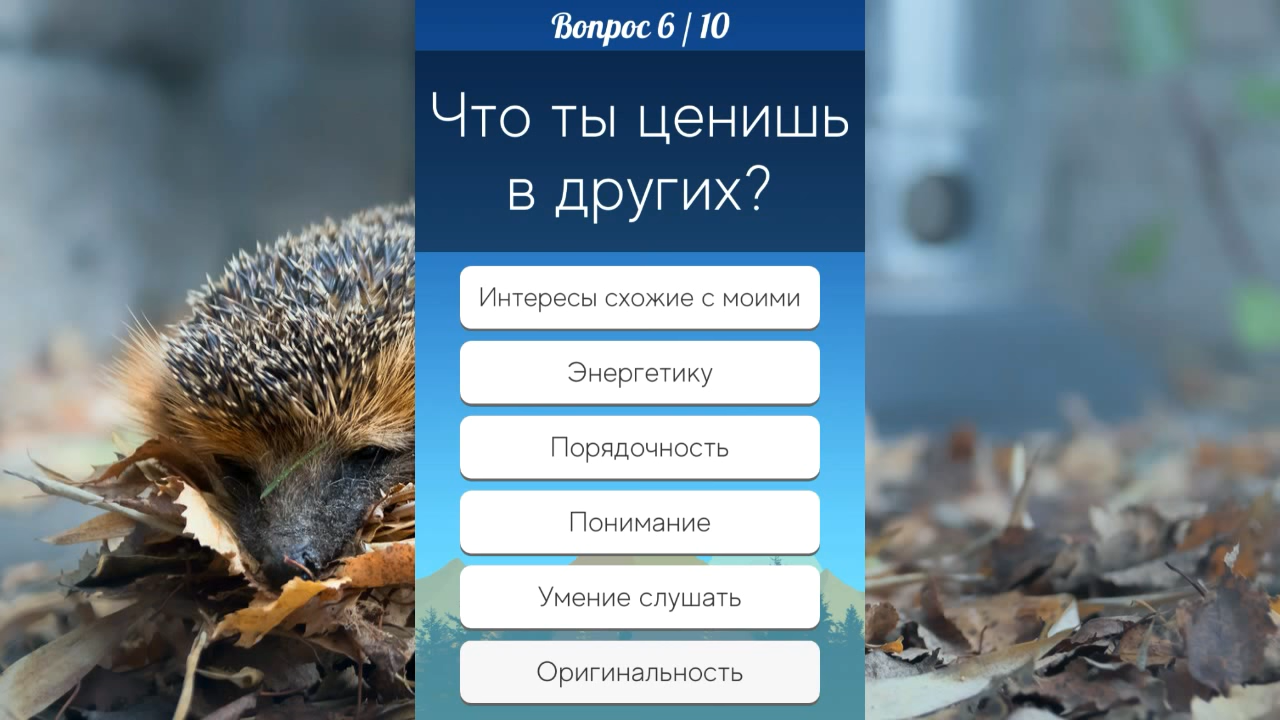 Вопрос 6 / 10
Что ты ценишь
в других?
Интересы схожие с моими
Энергетику
Порядочность
Понимание
Умение слушать
Оригинальность